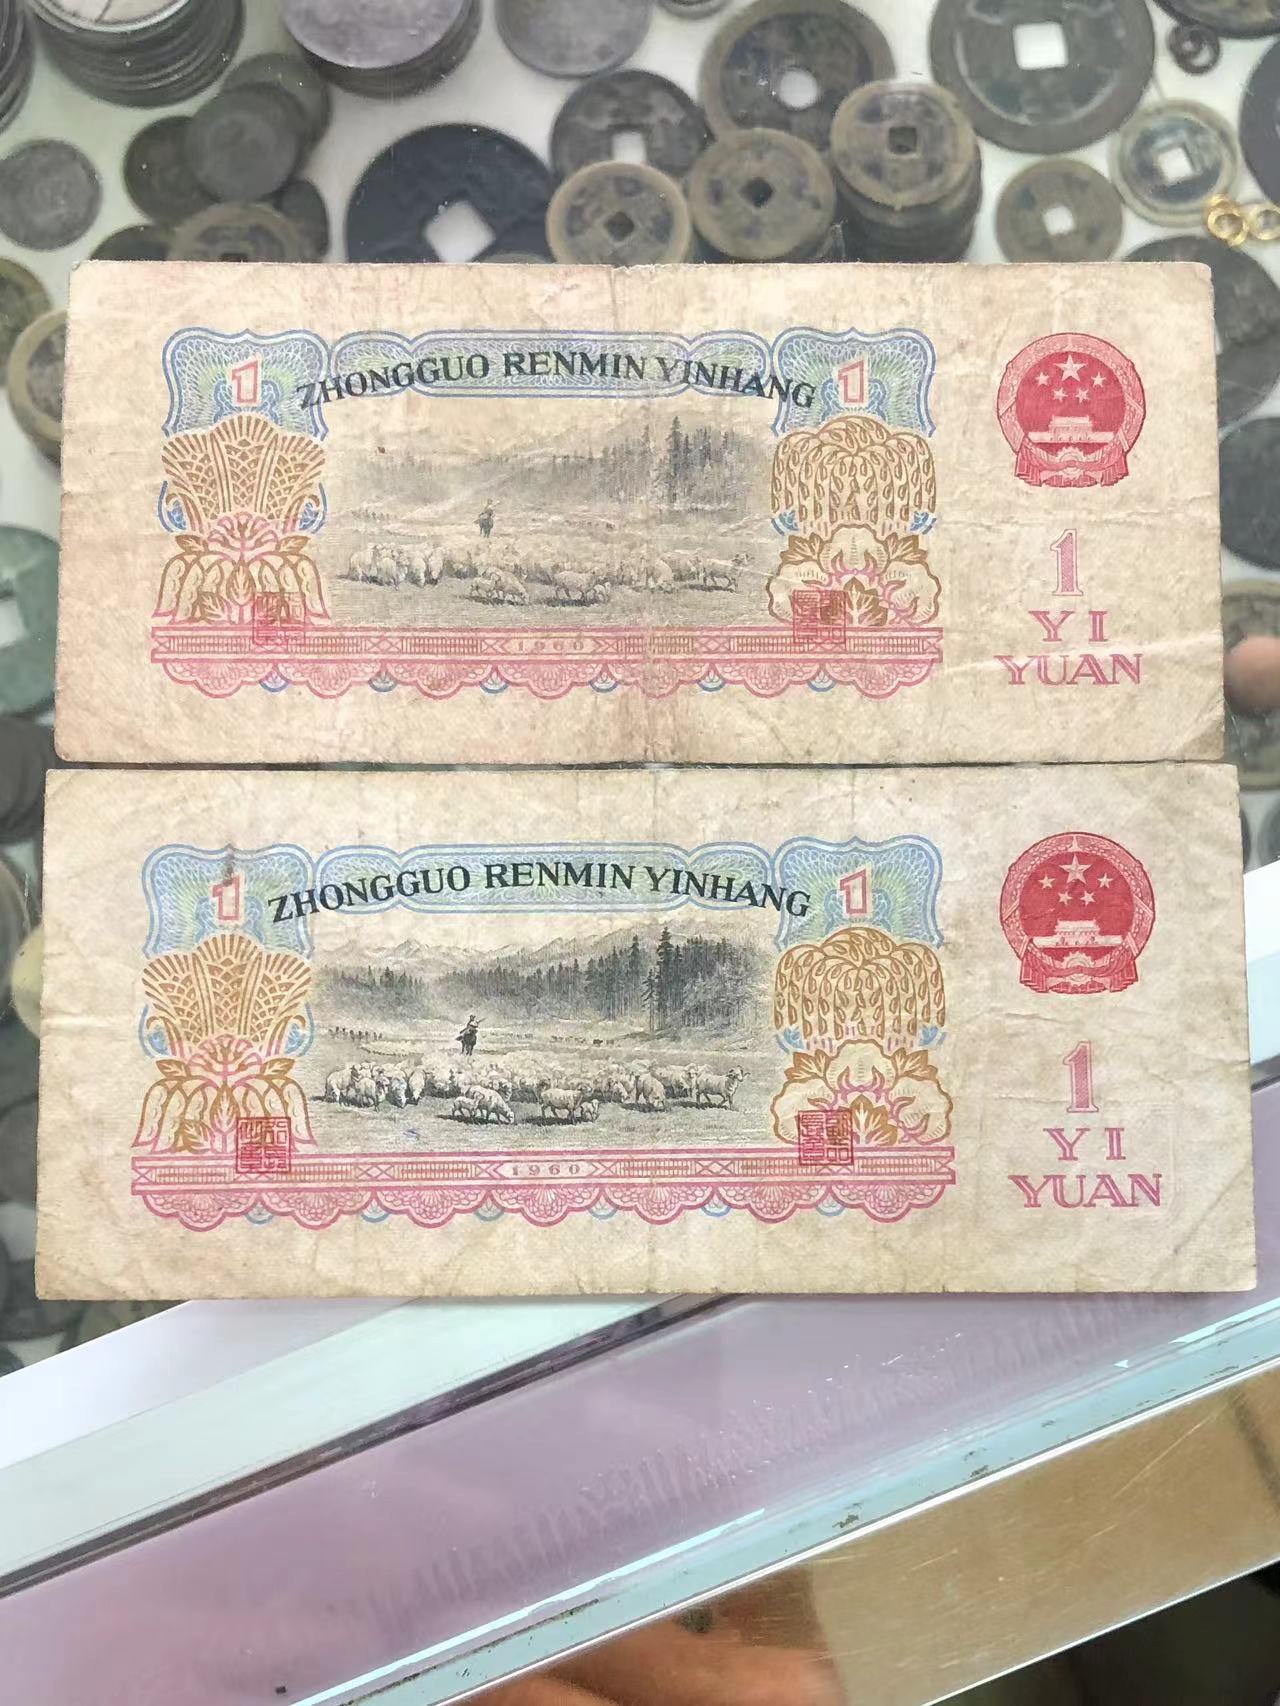 1 ZHONGGUO RENMIN YINHANG 1
1
YI
YUAN
1960
1 ZHONGGUO RENMIN YINHANG 1
1
YI
YUAN
1960